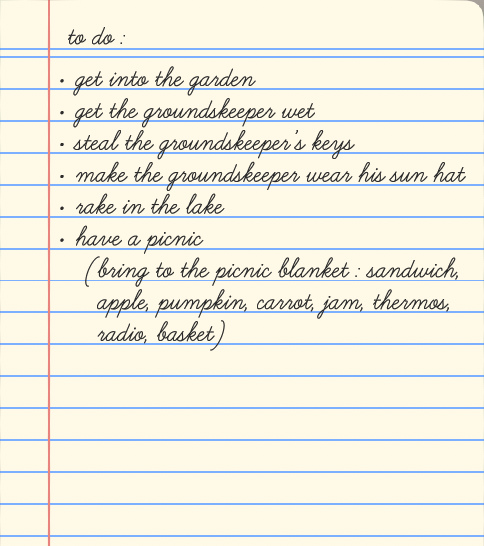 to do :
• get into the garden
• get the groundskeeper wet
• steal the groundskeeper's keys
• make the groundskeeper wear his sun hat
• rake in the lake
• have a picnic
(bring to the picnic blanket : sandwich,
apple, pumpkin, carrot, jam, thermos,
radio, basket)